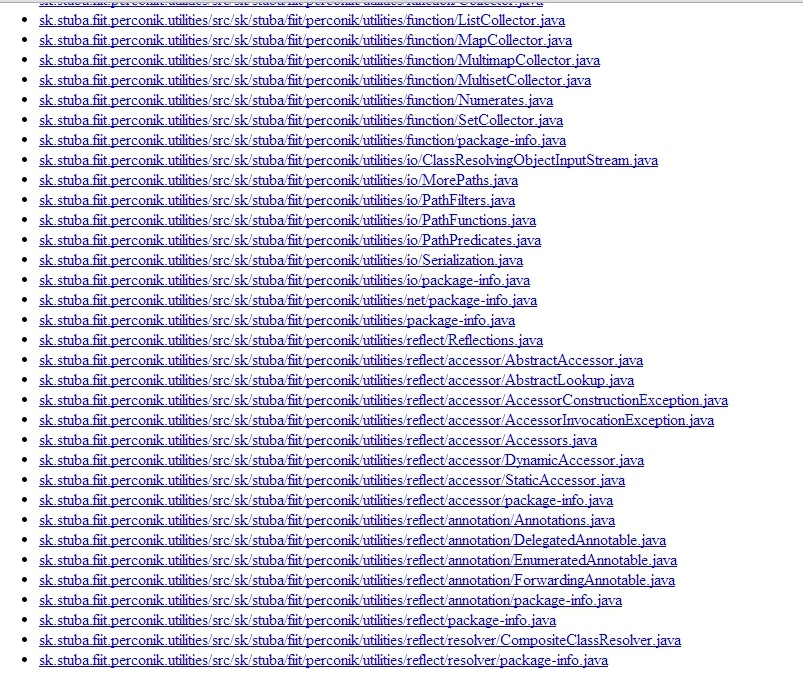 sk.stuba.fiit.perconik.utilities/src/sk/stuba/fiit/perconik/utilities/function/Collector.java
sk.stuba.fiit.perconik.utilities/src/sk/stuba/fiit/perconik/utilities/function/ListCollector.java
sk.stuba.fiit.perconik.utilities/src/sk/stuba/fiit/perconik/utilities/function/MapCollector.java
sk.stuba.fiit.perconik.utilities/src/sk/stuba/fiit/perconik/utilities/function/MultimapCollector.java
sk.stuba.fiit.perconik.utilities/src/sk/stuba/fiit/perconik/utilities/function/MultisetCollector.java
sk.stuba.fiit.perconik.utilities/src/sk/stuba/fiit/perconik/utilities/function/Numerates.java
sk.stuba.fiit.perconik.utilities/src/sk/stuba/fiit/perconik/utilities/function/SetCollector.java
sk.stuba.fiit.perconik.utilities/src/sk/stuba/fiit/perconik/utilities/function/package-info.java
sk.stuba.fiit.perconik.utilities/src/sk/stuba/fiit/perconik/utilities/io/ClassResolvingObjectInputStream.java
sk.stuba.fiit.perconik.utilities/src/sk/stuba/fiit/perconik/utilities/io/MorePaths.java
sk.stuba.fiit.perconik.utilities/src/sk/stuba/fiit/perconik/utilities/io/PathFilters.java
sk.stuba.fiit.perconik.utilities/src/sk/stuba/fiit/perconik/utilities/io/PathFunctions.java
sk.stuba.fiit.perconik.utilities/src/sk/stuba/fiit/perconik/utilities/io/PathPredicates.java
sk.stuba.fiit.perconik.utilities/src/sk/stuba/fiit/perconik/utilities/io/Serialization.java
sk.stuba.fiit.perconik.utilities/src/sk/stuba/fiit/perconik/utilities/io/package-info.java
sk.stuba.fiit.perconik.utilities/src/sk/stuba/fiit/perconik/utilities/net/package-info.java
sk.stuba.fiit.perconik.utilities/src/sk/stuba/fiit/perconik/utilities/package-info.java
sk.stuba.fiit.perconik.utilities/src/sk/stuba/fiit/perconik/utilities/reflect/Reflections.java
sk.stuba.fiit.perconik.utilities/src/sk/stuba/fiit/perconik/utilities/reflect/accessor/AbstractAccessor.java
sk.stuba.fiit.perconik.utilities/src/sk/stuba/fiit/perconik/utilities/reflect/accessor/AbstractLookup.java
sk.stuba.fiit.perconik.utilities/src/sk/stuba/fiit/perconik/utilities/reflect/accessor/AccessorConstructionException.java
sk.stuba.fiit.perconik.utilities/src/sk/stuba/fiit/perconik/utilities/reflect/accessor/AccessorInvocationException.java
sk.stuba.fiit.perconik.utilities/src/sk/stuba/fiit/perconik/utilities/reflect/accessor/Accessors.java
sk.stuba.fiit.perconik.utilities/src/sk/stuba/fiit/perconik/utilities/reflect/accessor/DynamicAccessor.java
sk.stuba.fiit.perconik.utilities/src/sk/stuba/fiit/perconik/utilities/reflect/accessor/StaticAccessor.java
sk.stuba.fiit.perconik.utilities/src/sk/stuba/fiit/perconik/utilities/reflect/accessor/package-info.java
sk.stuba.fiit.perconik.utilities/src/sk/stuba/fiit/perconik/utilities/reflect/annotation/Annotations.java
sk.stuba.fiit.perconik.utilities/src/sk/stuba/fiit/perconik/utilities/reflect/annotation/DelegatedAnnotable.java
sk.stuba.fiit.perconik.utilities/src/sk/stuba/fiit/perconik/utilities/reflect/annotation/EnumeratedAnnotable.java
sk.stuba.fiit.perconik.utilities/src/sk/stuba/fiit/perconik/utilities/reflect/annotation/ForwardingAnnotable.java
sk.stuba.fiit.perconik.utilities/src/sk/stuba/fiit/perconik/utilities/reflect/annotation/package-info.java
sk.stuba.fiit.perconik.utilities/src/sk/stuba/fiit/perconik/utilities/reflect/package-info.java
sk.stuba.fiit.perconik.utilities/src/sk/stuba/fiit/perconik/utilities/reflect/resolver/CompositeClassResolver.java
sk.stuba.fiit.perconik.utilities/src/sk/stuba/fiit/perconik/utilities/reflect/resolver/package-info.java